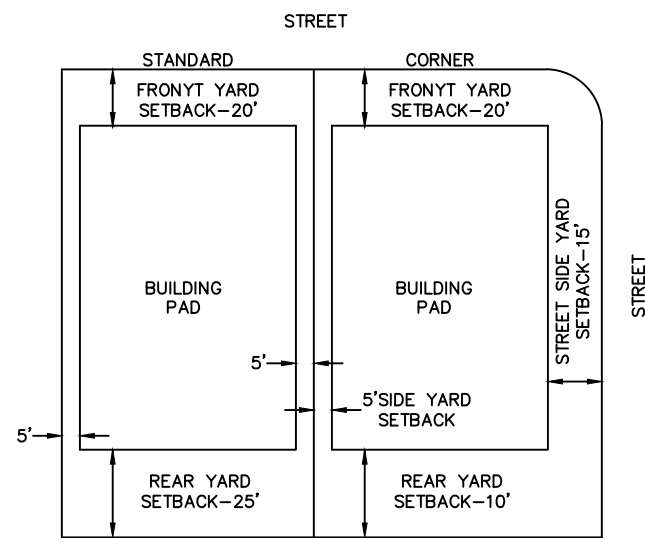 STREET
STANDARD
CORNER
FRONYT YARD
SETBACK-20'
FRONYT YARD
SETBACK-20'
BUILDING
PAD
BUILDING
PAD
STREET SIDE YARD
SETBACK-15'
STREET
5'
5'SIDE YARD
SETBACK
5'
REAR YARD
SETBACK-25'
REAR YARD
SETBACK-10'